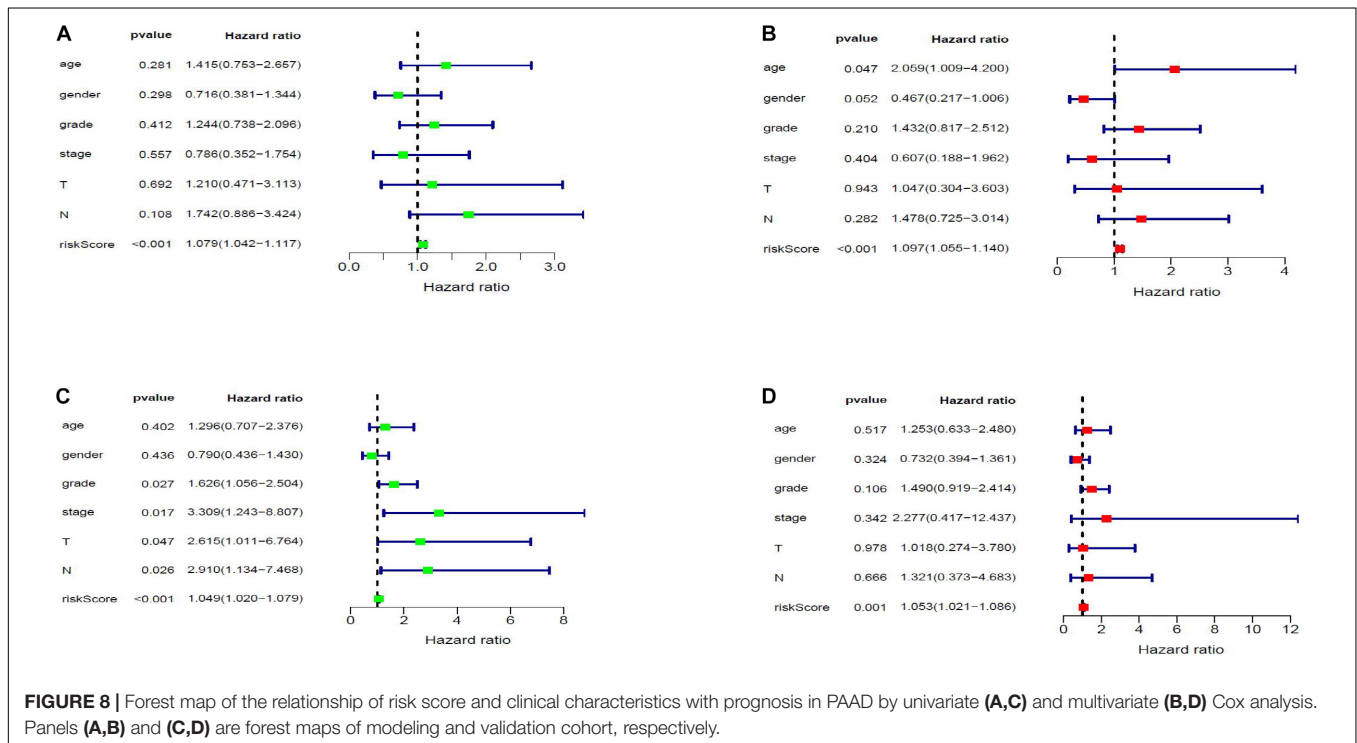 A
pvalue Hazard ratio
age 0.281 1.415(0.753−2.657)
gender 0.298 0.716(0.381−1.344)
grade 0.412 1.244(0.738−2.096)
stage 0.557 0.786(0.352−1.754)
T 0.692 1.210(0.471−3.113)
N 0.108 1.742(0.886−3.424)
riskScore <0.001 1.079(1.042−1.117)
0.0 1.0 2.0 3.0
Hazard ratio
B
pvalue Hazard ratio
age 0.047 2.059(1.009−4.200)
gender 0.052 0.467(0.217−1.006)
grade 0.210 1.432(0.817−2.512)
stage 0.404 0.607(0.188−1.962)
T 0.943 1.047(0.304−3.603)
N 0.282 1.478(0.725−3.014)
riskScore <0.001 1.097(1.055−1.140)
0 1 2 3 4
Hazard ratio
C
pvalue Hazard ratio
age 0.402 1.296(0.707−2.376)
gender 0.436 0.790(0.436−1.430)
grade 0.027 1.626(1.056−2.504)
stage 0.017 3.309(1.243−8.807)
T 0.047 2.615(1.011−6.764)
N 0.026 2.910(1.134−7.468)
riskScore <0.001 1.049(1.020−1.079)
0 2 4 6 8
Hazard ratio
D
pvalue Hazard ratio
age 0.517 1.253(0.633−2.480)
gender 0.324 0.732(0.394−1.361)
grade 0.106 1.490(0.919−2.414)
stage 0.342 2.277(0.417−12.437)
T 0.978 1.018(0.274−3.780)
N 0.666 1.321(0.373−4.683)
riskScore 0.001 1.053(1.021−1.086)
0 2 4 6 8 10 12
Hazard ratio
FIGURE 8 | Forest map of the relationship of risk score and clinical characteristics with prognosis in PAAD by univariate (A,C) and multivariate (B,D) Cox analysis.
Panels (A,B) and (C,D) are forest maps of modeling and validation cohort, respectively.